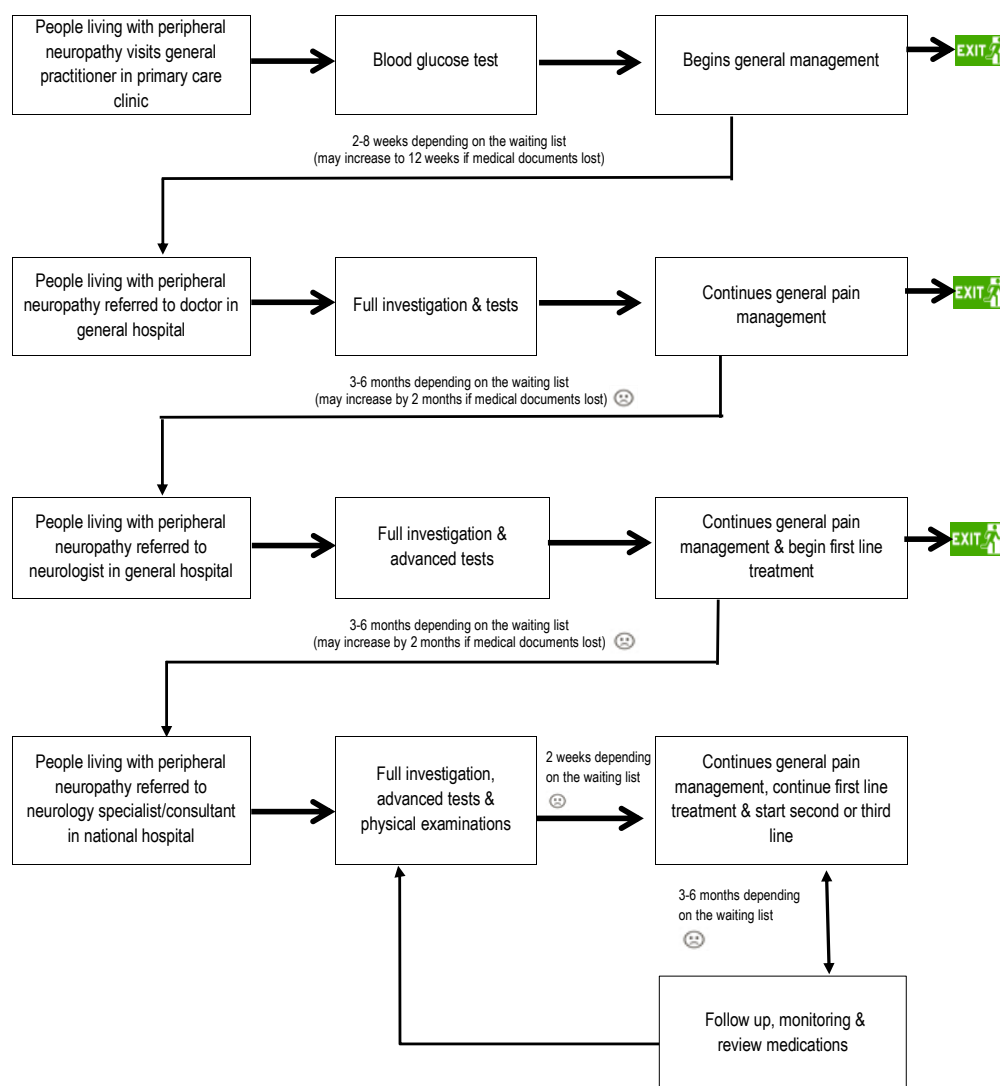 People living with peripheral
neuropathy visits general
practitioner in primary care
clinic
Blood glucose test
Begins general management
EXIT
2-8 weeks depending on the waiting list
(may increase to 12 weeks if medical documents lost)
People living with peripheral
neuropathy referred to doctor in
general hospital
Full investigation & tests
Continues general pain
management
EXIT
3-6 months depending on the waiting list
(may increase by 2 months if medical documents lost)
People living with peripheral
neuropathy referred to
neurologist in general hospital
Full investigation &
advanced tests
Continues general pain
management & begin first line
treatment
EXIT
3-6 months depending on the waiting list
(may increase by 2 months if medical documents lost)
People living with peripheral
neuropathy referred to
neurology specialist/consultant
in national hospital
Full investigation,
advanced tests &
physical examinations
2 weeks depending
on the waiting list
Continues general pain
management, continue first line
treatment & start second or third
line
3-6 months depending
on the waiting list
Follow up, monitoring &
review medications